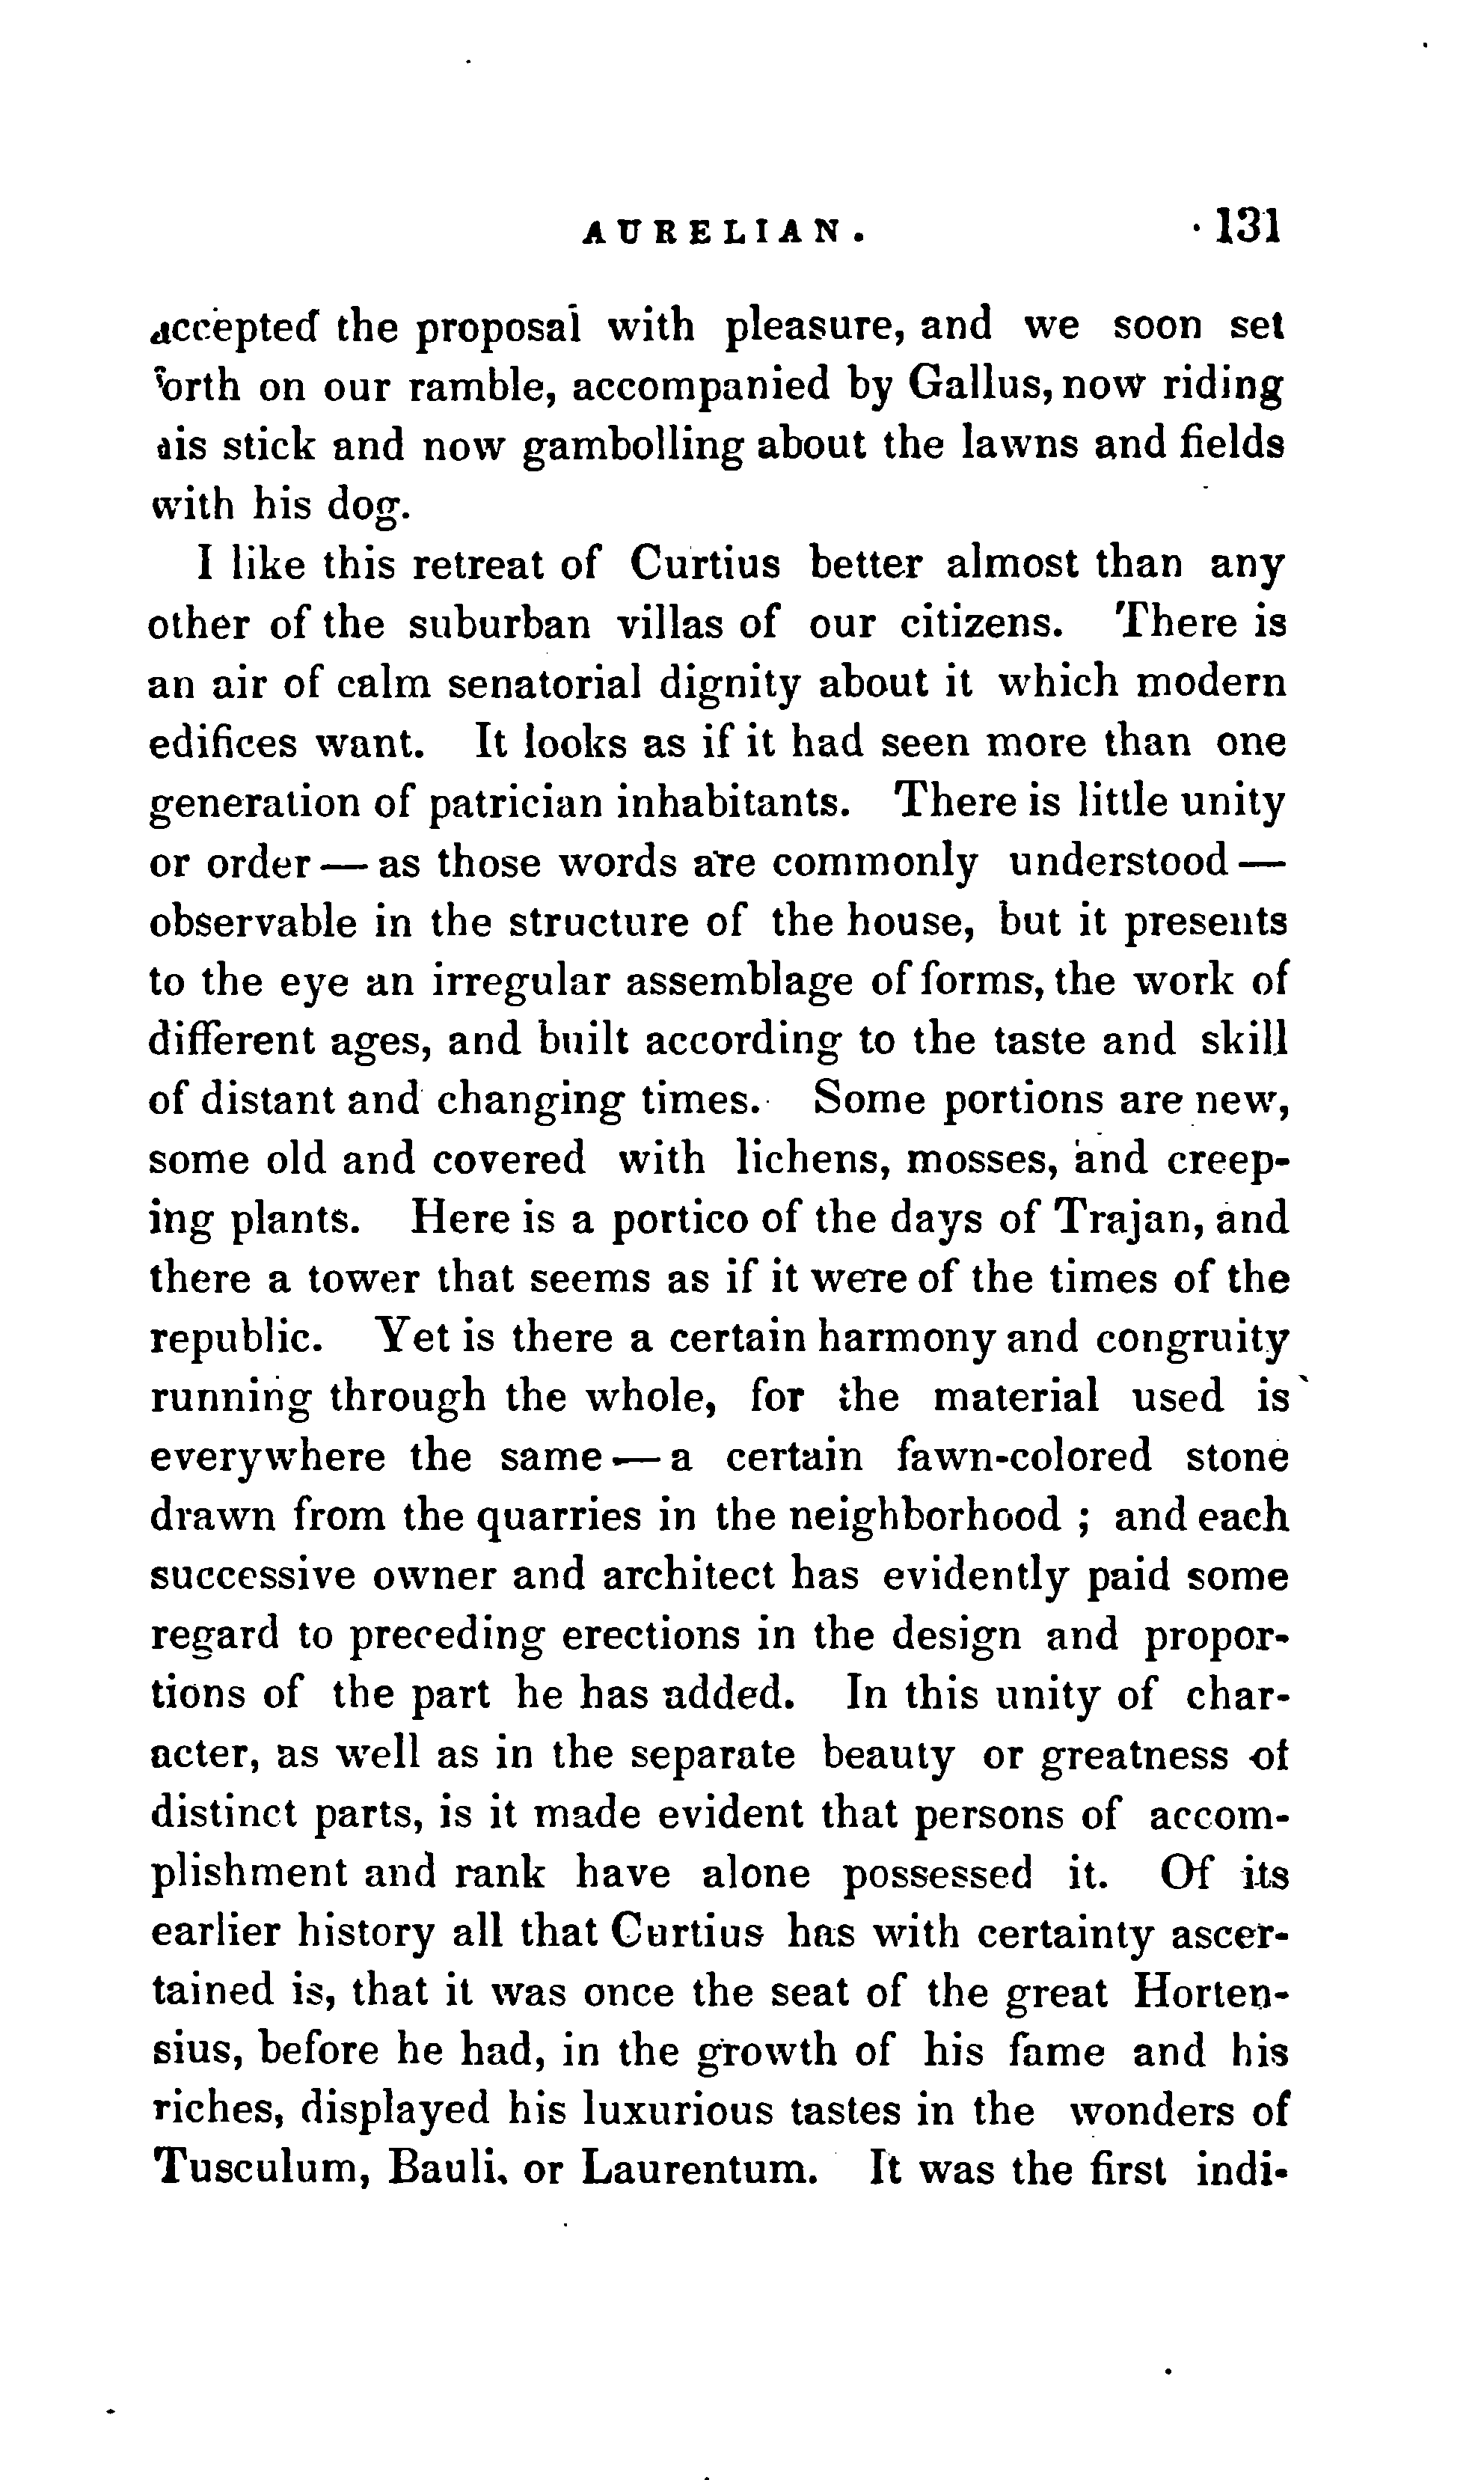 AURELIAN. 131
accepted the proposal with pleasure, and we soon set
forth on our ramble, accompanied by Gallus, now riding
his stick and now gambolling about the lawns and fields
with his dog.
I like this retreat of Curtius better almost than any
other of the suburban villas of our citizens. There is
an air of calm senatorial dignity about it which modern
edifices want. It looks as if it had seen more than one
generation of patrician inhabitants. There is little unity
or order — as those words are commonly understood —
observable in the structure of the house, but it presents
to the eye an irregular assemblage of forms, the work of
different ages, and built according to the taste and skill
of distant and changing times. Some portions are new,
some old and covered with lichens, mosses, and creep-
ing plants. Here is a portico of the days of Trajan, and
there a tower that seems as if it were of the times of the
republic. Yet is there a certain harmony and congruity
running through the whole, for the material used is
everywhere the same — a certain fawn-colored stone
drawn from the quarries in the neighborhood ; and each
successive owner and architect has evidently paid some
regard to preceding erections in the design and propor-
tions of the part he has added. In this unity of char-
acter, as well as in the separate beauty or greatness of
distinct parts, is it made evident that persons of accom-
plishment and rank have alone possessed it. Of its
earlier history all that Curtius has with certainty ascer-
tained is, that it was once the seat of the great Horten-
sius, before he had, in the growth of his fame and his
riches, displayed his luxurious tastes in the wonders of
Tusculum, Bauli, or Laurentum. It was the first indi-